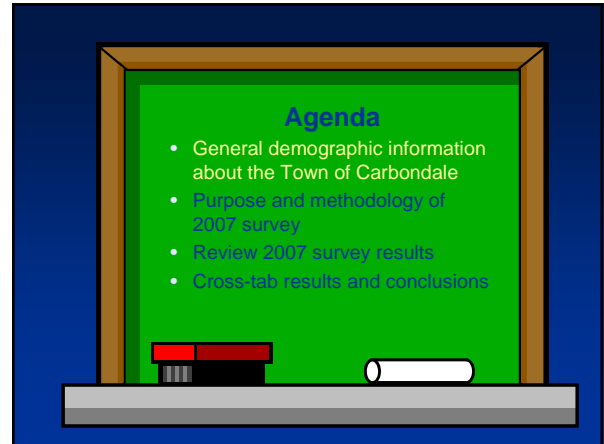 Agenda
• General demographic information
about the Town of Carbondale
• Purpose and methodology of
2007 survey
• Review 2007 survey results
• Cross-tab results and conclusions